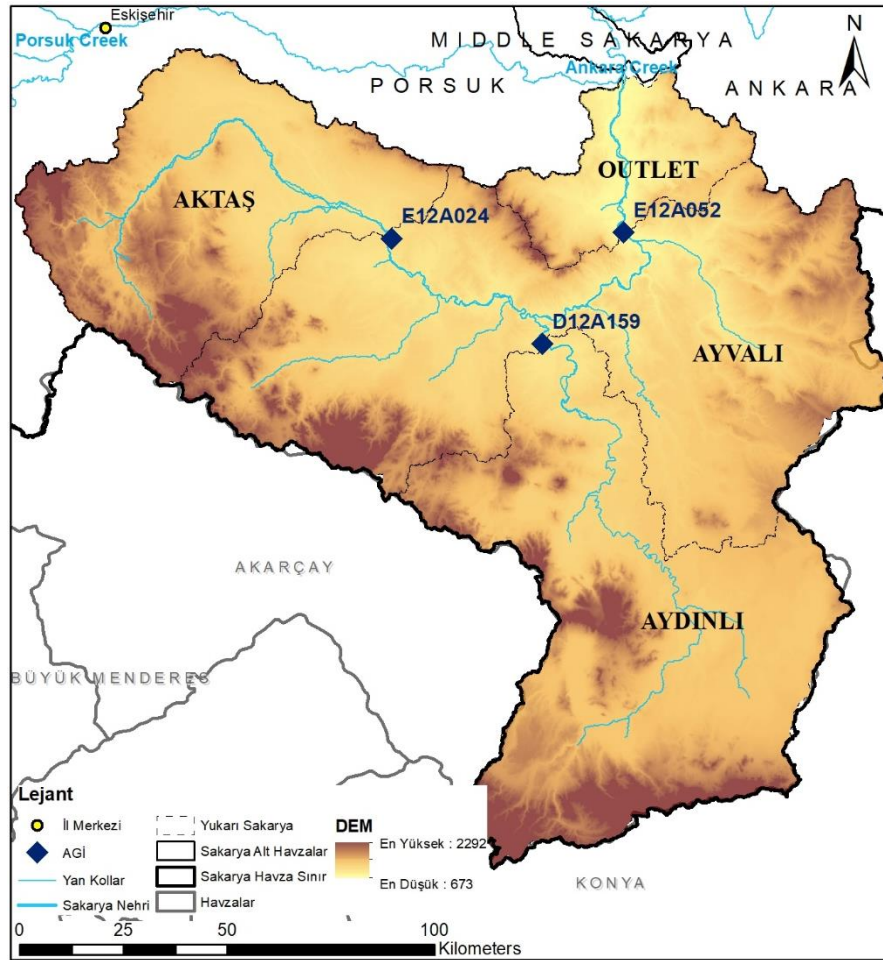 Eskişehir
Porsuk Creek
MIDDLE SAKARYA
N
Ankara Creek
PORSUK
ANKARA
OUTLET
AKTAŞ
E12A024
E12A052
D12A159
AYVALI
AKARÇAY
AYDINLI
BÜYÜK MENDERES
KONYA
Lejant
İl Merkezi
AGİ
Yan Kollar
Sakarya Nehri
Yukarı Sakarya
Sakarya Alt Havzalar
Sakarya Havza Sınır
Havzalar
DEM
En Yüksek : 2292
En Düşük : 673
0 25 50 100
Kilometers